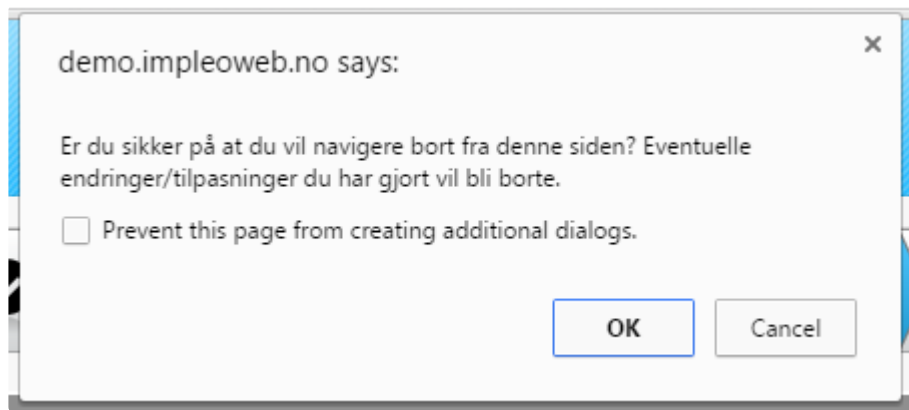 demo.impleoweb.no says:
Er du sikker på at du vil navigere bort fra denne siden? Eventuelle
endringer/tilpasninger du har gjort vil bli borte.
Prevent this page from creating additional dialogs.
OK Cancel